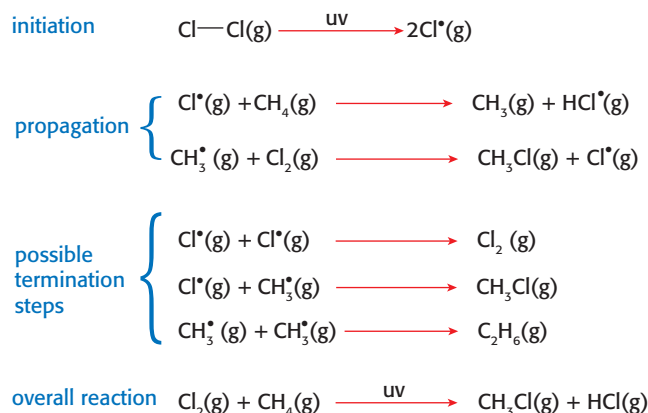 initiation Cl—Cl(g) uv 2Cl•(g)
propagation
Cl•(g) + CH₄(g) CH₃(g) + HCl•(g)
CH₃•(g) + Cl₂(g) CH₃Cl(g) + Cl•(g)
possible termination steps
Cl•(g) + Cl•(g) Cl₂ (g)
Cl•(g) + CH₃•(g) CH₃Cl(g)
CH₃•(g) + CH₃•(g) C₂H₆(g)
overall reaction Cl₂(g) + CH₄(g) uv CH₃Cl(g) + HCl(g)